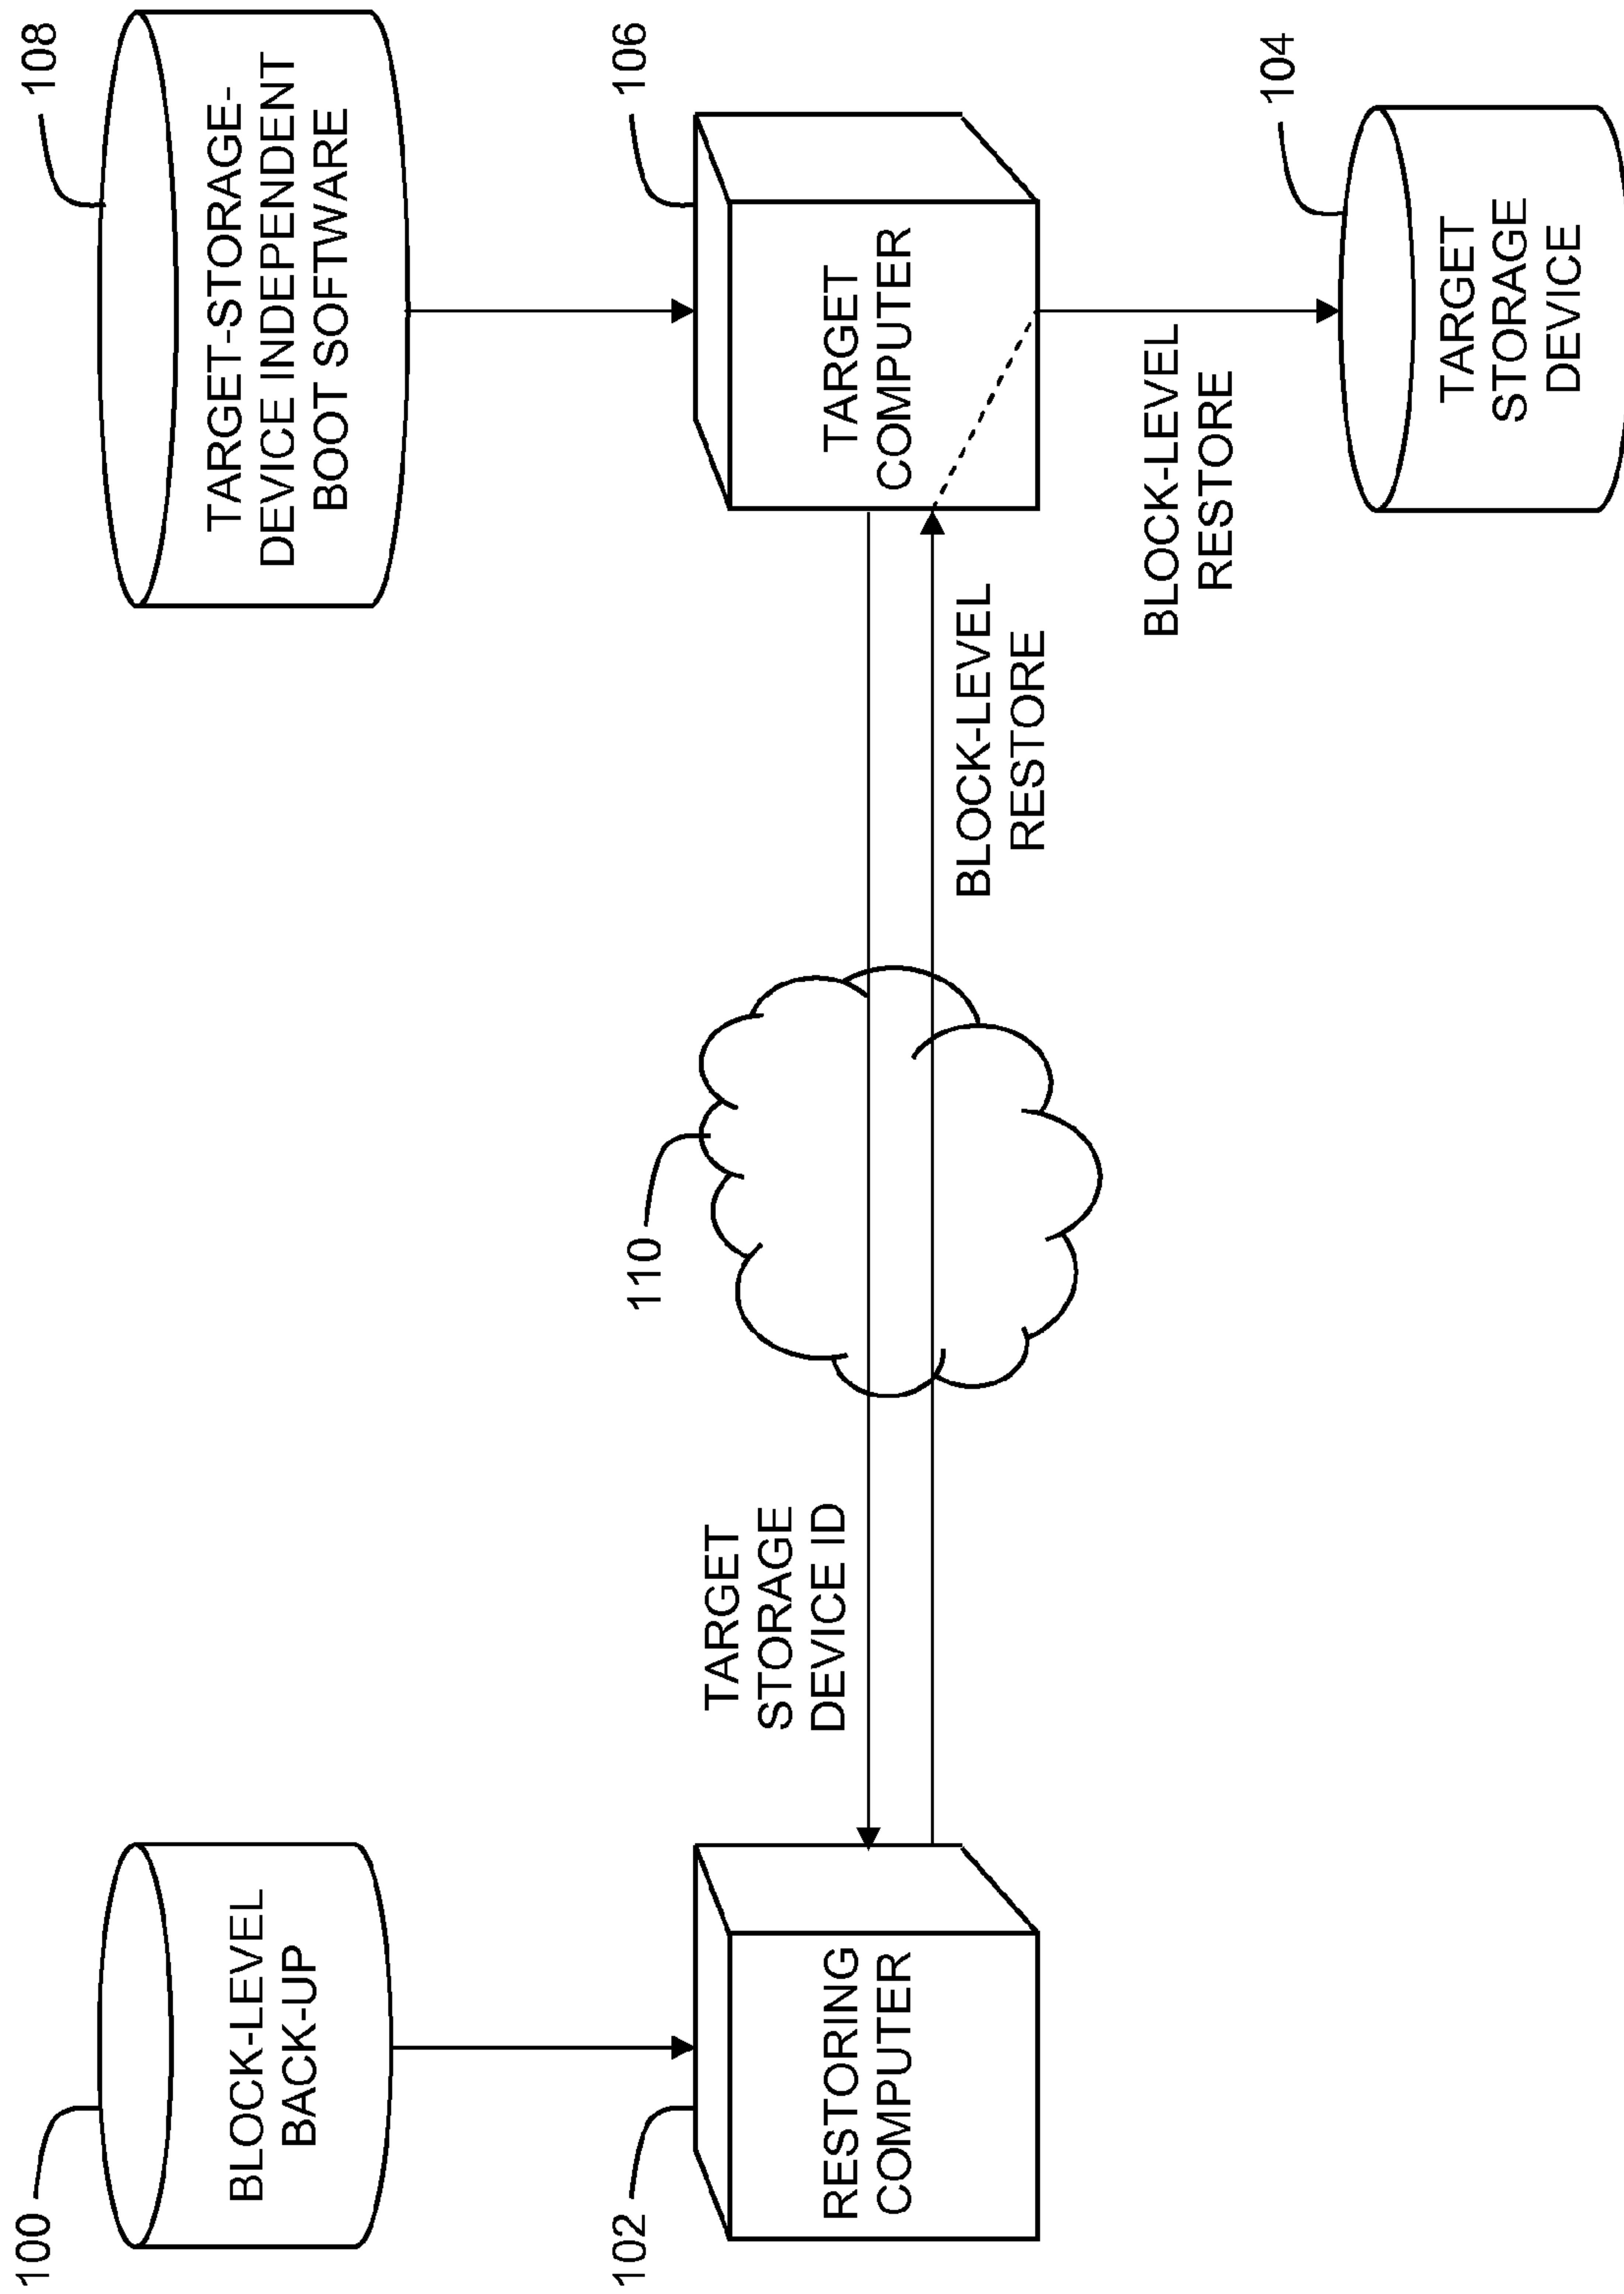 100
BLOCK-LEVEL
BACK-UP
108
TARGET-STORAGE-
DEVICE INDEPENDENT
BOOT SOFTWARE
102
RESTORING
COMPUTER
TARGET
STORAGE
DEVICE ID
110
BLOCK-LEVEL
RESTORE
106
TARGET
COMPUTER
BLOCK-LEVEL
RESTORE
104
TARGET
STORAGE
DEVICE